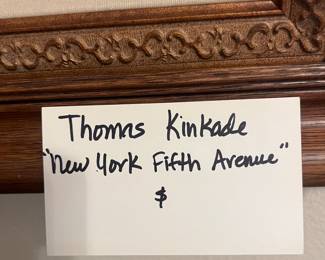 Thomas Kinkade
"New York Fifth Avenue"
$